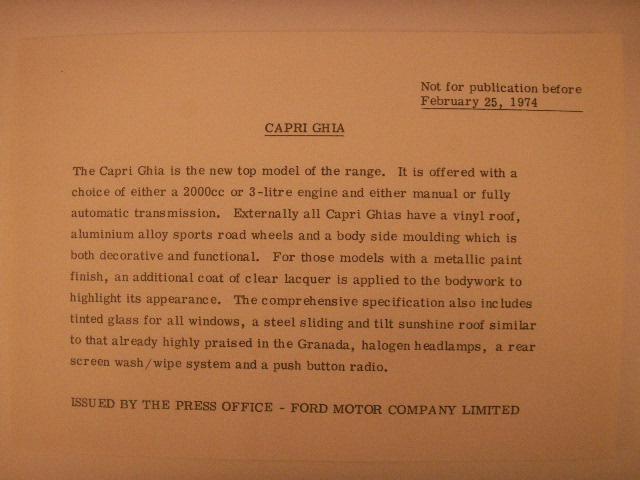 Not for publication before
February 25, 1974
CAPRI GHIA
The Capri Ghia is the new top model of the range. It is offered with a
choice of either a 2000cc or 3-litre engine and either manual or fully
automatic transmission. Externally all Capri Ghias have a vinyl roof,
aluminium alloy sports road wheels and a body side moulding which is
both decorative and functional. For those models with a metallic paint
finish, an additional coat of clear lacquer is applied to the bodywork to
highlight its appearance. The comprehensive specification also includes
tinted glass for all windows, a steel sliding and tilt sunshine roof similar
to that already highly praised in the Granada, halogen headlamps, a rear
screen wash/wipe system and a push button radio.
ISSUED BY THE PRESS OFFICE - FORD MOTOR COMPANY LIMITED